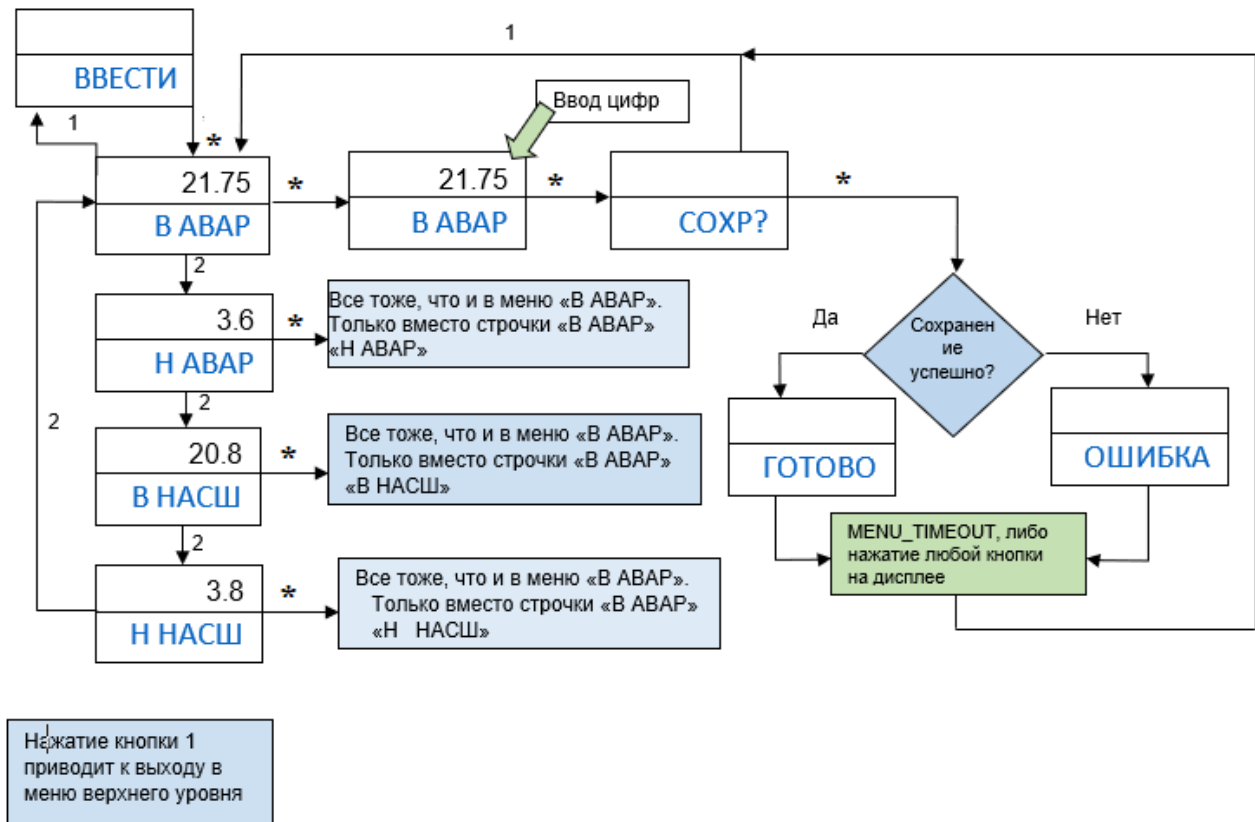 1
ВВЕСТИ
Ввод цифр
1
*
21.75
В АВАР
*
21.75
В АВАР
*
СОХР?
*
2
3.6
Н АВАР
*
Все тоже, что и в меню «В АВАР».
Только вместо строчки «В АВАР»
«Н АВАР»
Да
Сохранен
ие
успешно?
Нет
2
2
20.8
В НАСШ
*
Все тоже, что и в меню «В АВАР».
Только вместо строчки «В АВАР»
«В НАСШ»
ГОТОВО
ОШИБКА
2
3.8
Н НАСШ
*
Все тоже, что и в меню «В АВАР».
Только вместо строчки «В АВАР»
«Н НАСШ»
MENU_TIMEOUT, либо
нажатие любой кнопки
на дисплее
Нажатие кнопки 1
приводит к выходу в
меню верхнего уровня